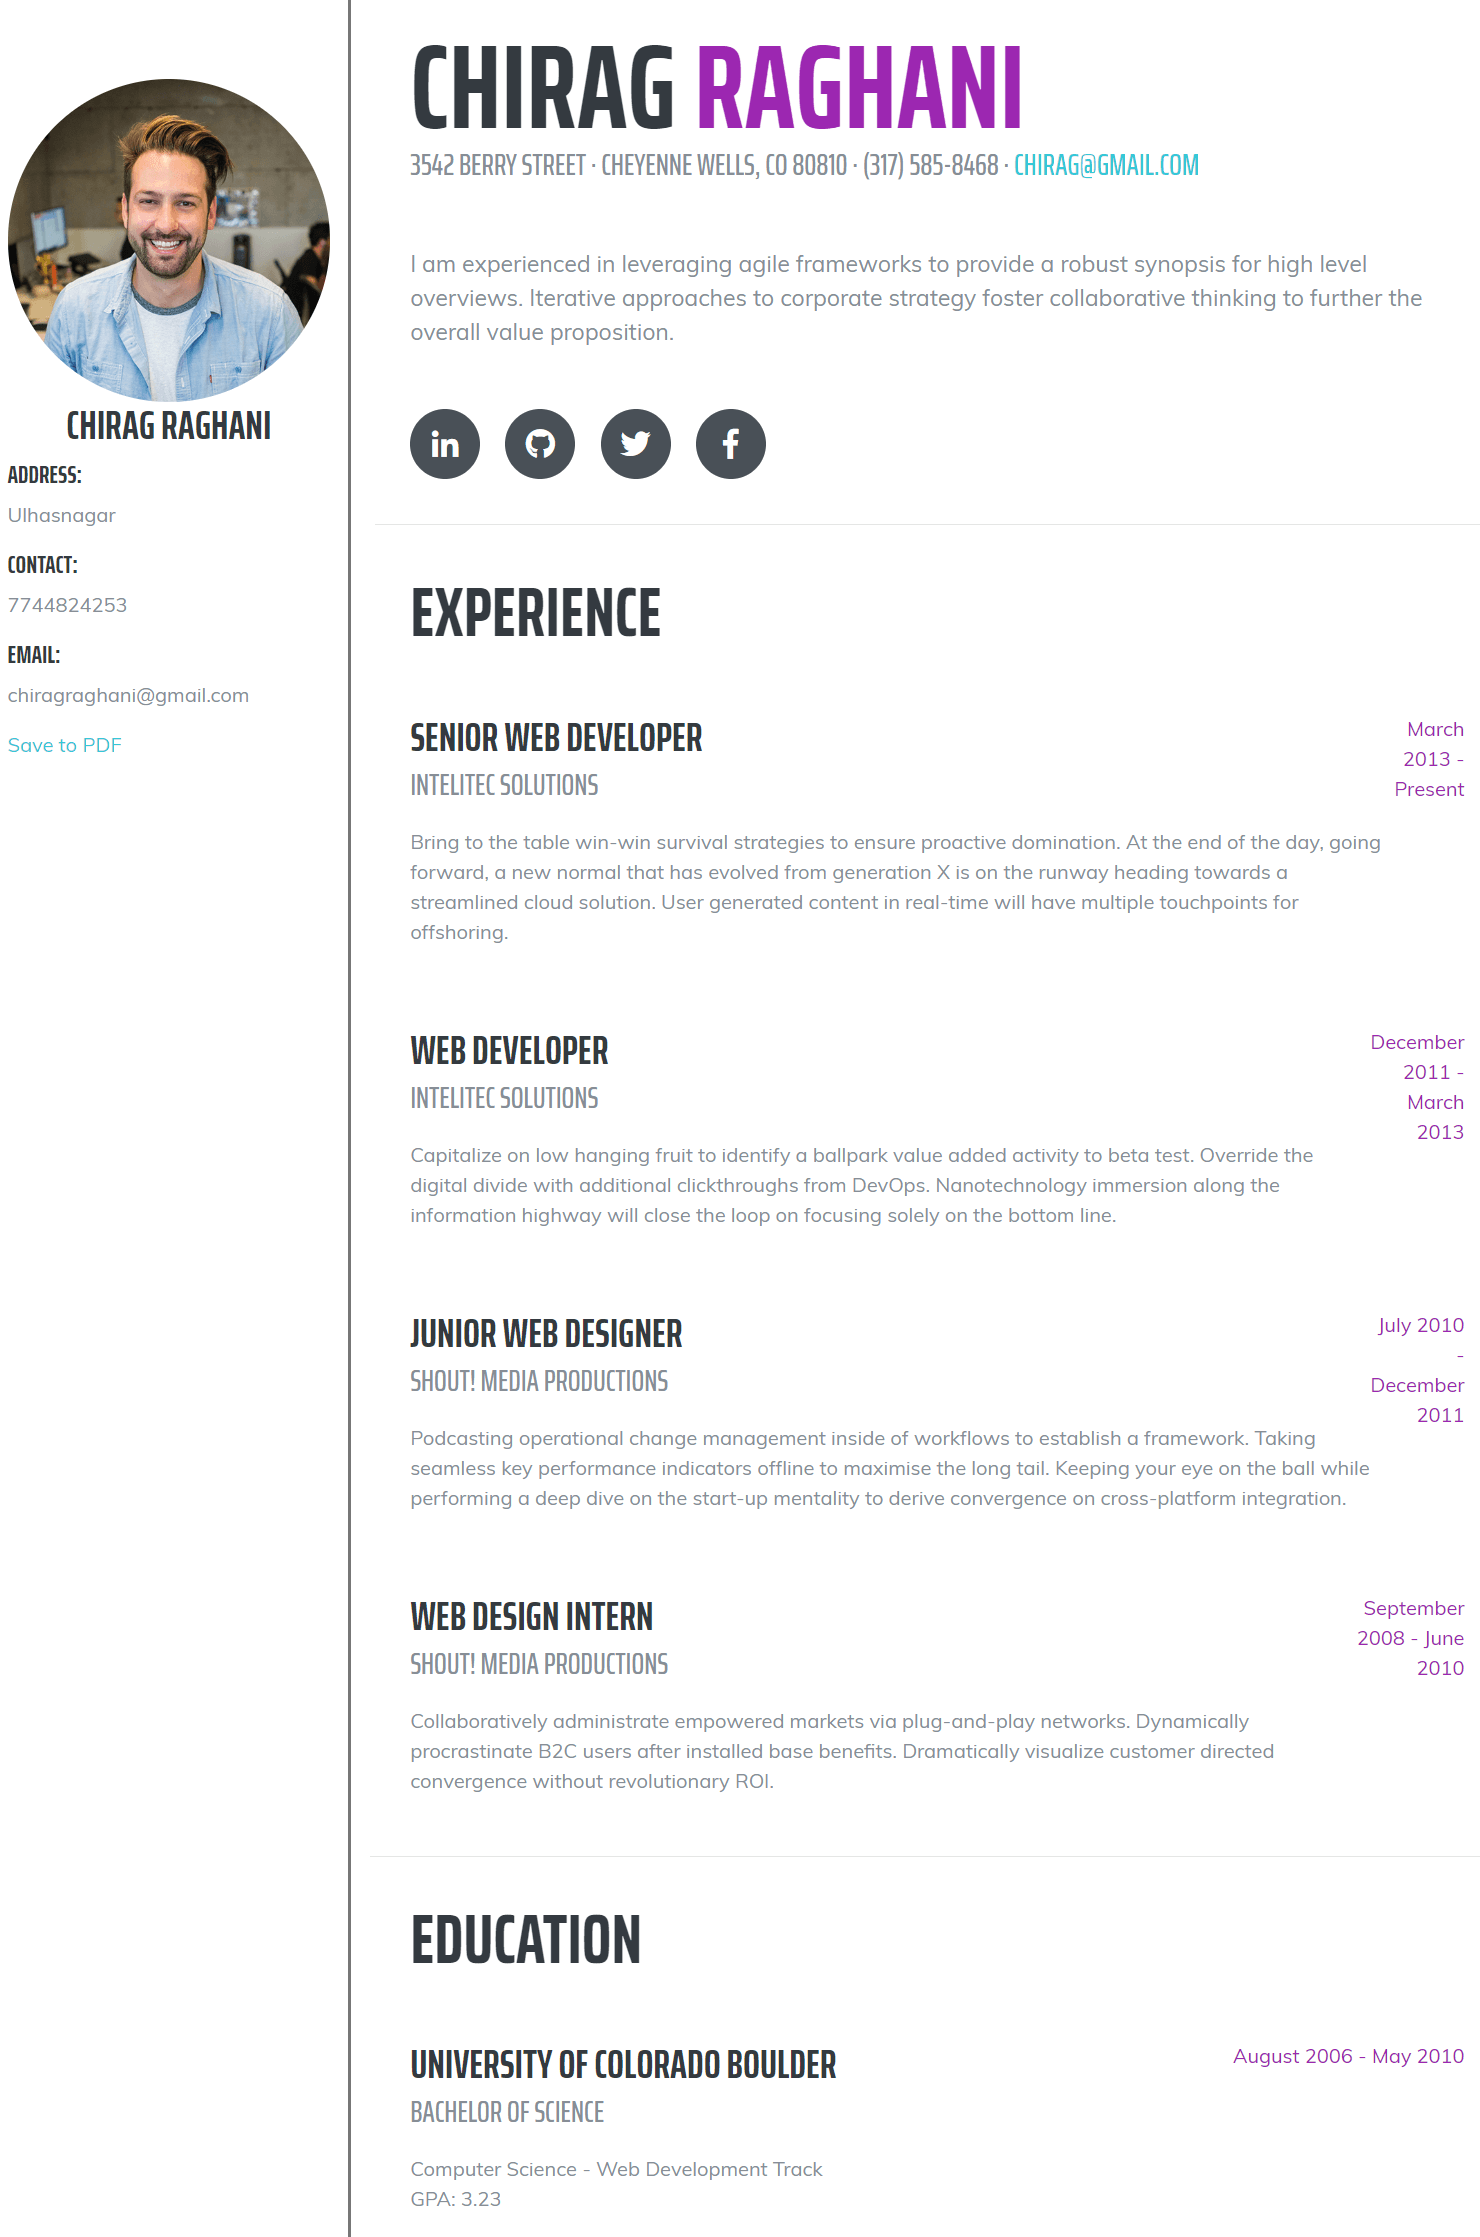 CHIRAG RAGHANI
ADDRESS:
Ulhasnagar
CONTACT:
7744824253
EMAIL:
chiragraghani@gmail.com
Save to PDF
CHIRAG RAGHANI
3542 BERRY STREET · CHEYENNE WELLS, CO 80810 · (317) 585-8468 · CHIRAG@GMAIL.COM
I am experienced in leveraging agile frameworks to provide a robust synopsis for high level
overviews. Iterative approaches to corporate strategy foster collaborative thinking to further the
overall value proposition.
in
f
EXPERIENCE
SENIOR WEB DEVELOPER
INTELITEC SOLUTIONS
March
2013 -
Present
Bring to the table win-win survival strategies to ensure proactive domination. At the end of the day, going
forward, a new normal that has evolved from generation X is on the runway heading towards a
streamlined cloud solution. User generated content in real-time will have multiple touchpoints for
offshoring.
WEB DEVELOPER
INTELITEC SOLUTIONS
December
2011 -
March
2013
Capitalize on low hanging fruit to identify a ballpark value added activity to beta test. Override the
digital divide with additional clickthroughs from DevOps. Nanotechnology immersion along the
information highway will close the loop on focusing solely on the bottom line.
JUNIOR WEB DESIGNER
SHOUT! MEDIA PRODUCTIONS
July 2010
-
December
2011
Podcasting operational change management inside of workflows to establish a framework. Taking
seamless key performance indicators offline to maximise the long tail. Keeping your eye on the ball while
performing a deep dive on the start-up mentality to derive convergence on cross-platform integration.
WEB DESIGN INTERN
SHOUT! MEDIA PRODUCTIONS
September
2008 - June
2010
Collaboratively administrate empowered markets via plug-and-play networks. Dynamically
procrastinate B2C users after installed base benefits. Dramatically visualize customer directed
convergence without revolutionary ROI.
EDUCATION
UNIVERSITY OF COLORADO BOULDER
August 2006 - May 2010
BACHELOR OF SCIENCE
Computer Science - Web Development Track
GPA: 3.23